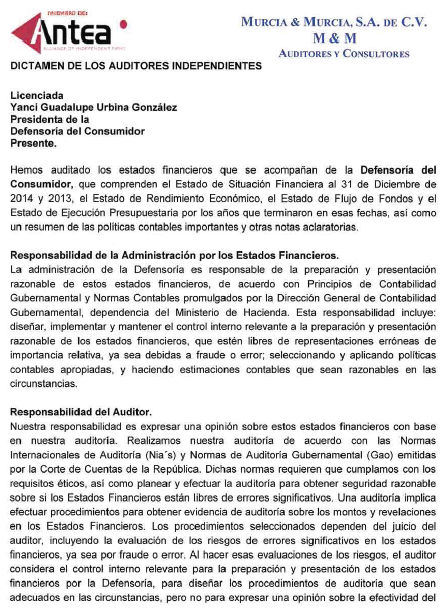 MIEMBRO DE:
Antea
ALLIANCE OF INDEPENDENT FIRMS
MURCIA & MURCIA, S.A. DE C.V.
M & M
AUDITORES Y CONSULTORES
DICTAMEN DE LOS AUDITORES INDEPENDIENTES
Licenciada
Yanci Guadalupe Urbina González
Presidenta de la
Defensoría del Consumidor
Presente.
Hemos auditado los estados financieros que se acompañan de la Defensoría del
Consumidor, que comprenden el Estado de Situación Financiera al 31 de Diciembre de
2014 y 2013, el Estado de Rendimiento Económico, el Estado de Flujo de Fondos y el
Estado de Ejecución Presupuestaria por los años que terminaron en esas fechas, así como
un resumen de las políticas contables importantes y otras notas aclaratorias.
Responsabilidad de la Administración por los Estados Financieros.
La administración de la Defensoría es responsable de la preparación y presentación
razonable de estos estados financieros, de acuerdo con Principios de Contabilidad
Gubernamental y Normas Contables promulgados por la Dirección General de Contabilidad
Gubernamental, dependencia del Ministerio de Hacienda. Esta responsabilidad incluye:
diseñar, implementar y mantener el control interno relevante a la preparación y presentación
razonable de los estados financieros, que estén libres de representaciones erróneas de
importancia relativa, ya sea debidas a fraude o error; seleccionando y aplicando políticas
contables apropiadas, y haciendo estimaciones contables que sean razonables en las
circunstancias.
Responsabilidad del Auditor.
Nuestra responsabilidad es expresar una opinión sobre estos estados financieros con base
en nuestra auditoría. Realizamos nuestra auditoría de acuerdo con las Normas
Internacionales de Auditoría (Nia´s) y Normas de Auditoría Gubernamental (Gao) emitidas
por la Corte de Cuentas de la República. Dichas normas requieren que cumplamos con los
requisitos éticos, así como planear y efectuar la auditoría para obtener seguridad razonable
sobre si los Estados Financieros están libres de errores significativos. Una auditoría implica
efectuar procedimientos para obtener evidencia de auditoría sobre los montos y revelaciones
en los Estados Financieros. Los procedimientos seleccionados dependen del juicio del
auditor, incluyendo la evaluación de los riesgos de errores significativos en los estados
financieros, ya sea por fraude o error. Al hacer esas evaluaciones de los riesgos, el auditor
considera el control interno relevante para la preparación y presentación de los estados
financieros por la Defensoría, para diseñar los procedimientos de auditoría que sean
adecuados en las circunstancias, pero no para expresar una opinión sobre la efectividad del